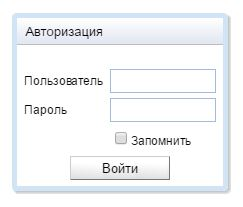 Авторизация
Пользователь
Пароль
Запомнить
Войти